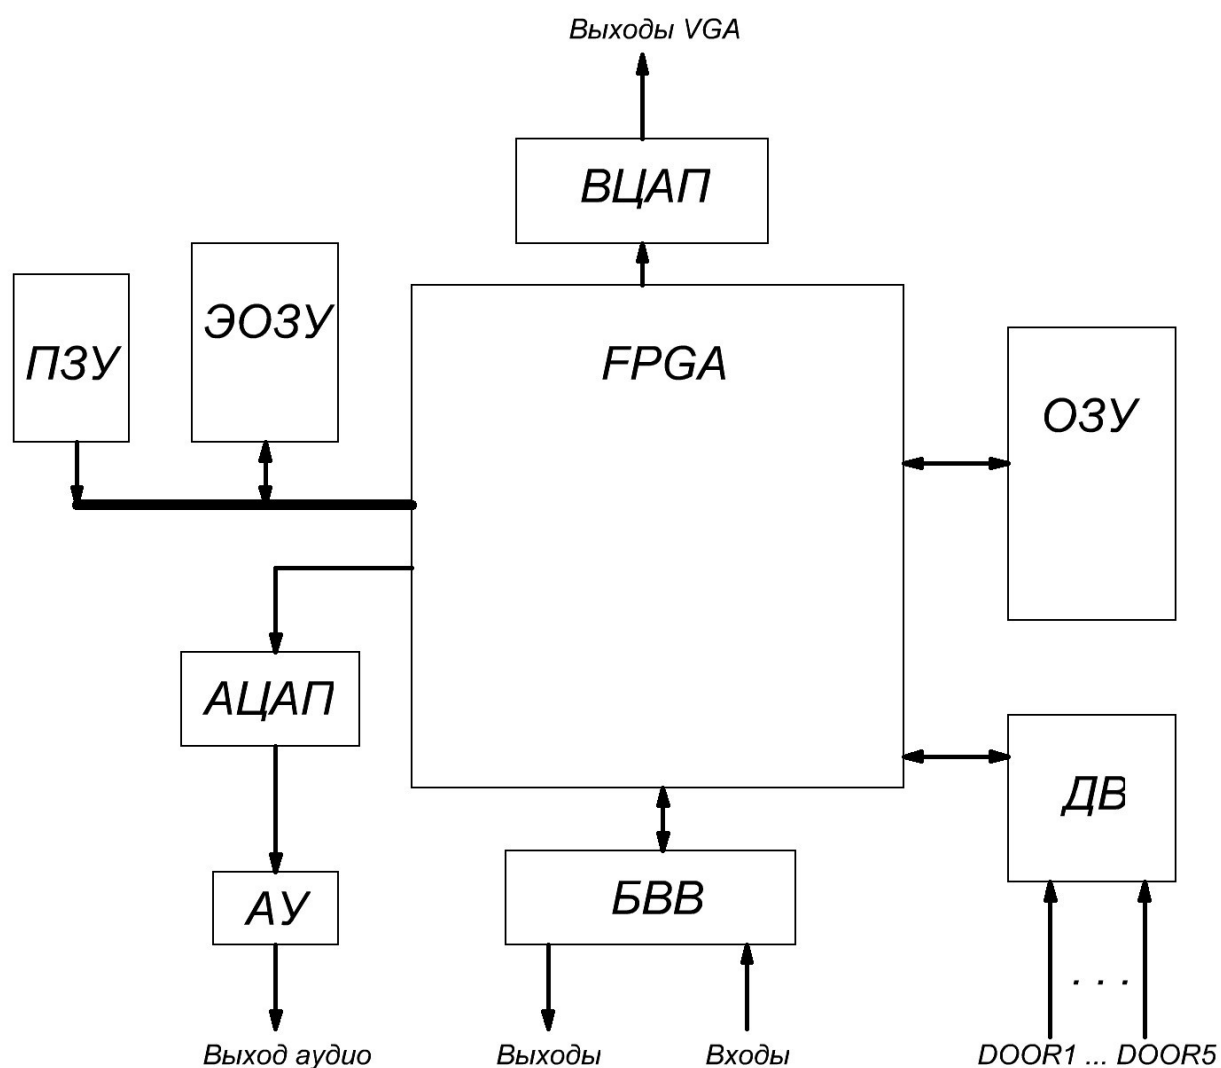 Выходы VGA
ВЦАП
ПЗУ
ЭОЗУ
FPGA
ОЗУ
АЦАП
ДВ
АУ
БВВ
. . .
Выход аудио
Выходы
Входы
DOOR1 ... DOOR5